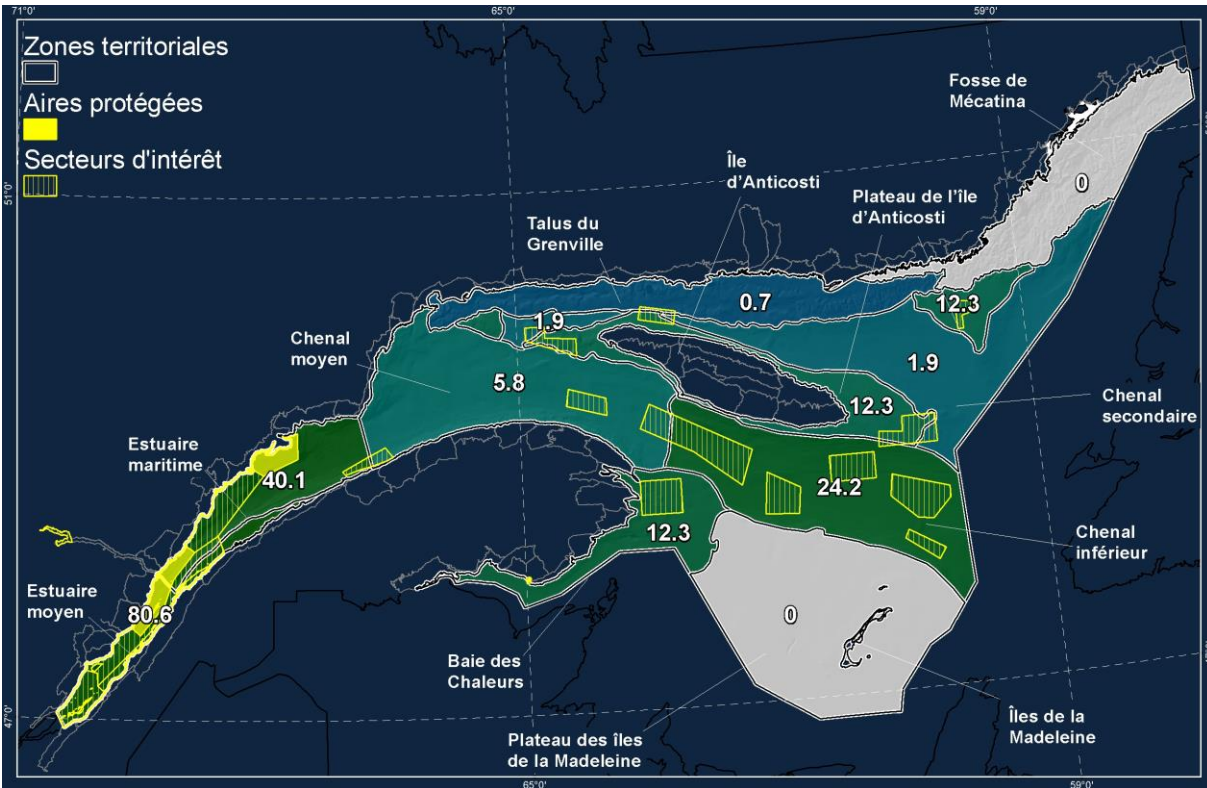 71°0'
65°0'
59°0'
Zones territoriales
Aires protégées
Secteurs d'intérêt
51°0'
Fosse de
Mécatina
0
Île
d'Anticosti
Plateau de l'île
d'Anticosti
Talus du
Grenville
0.7
12.3
1.9
Chenal
moyen
5.8
1.9
12.3
Chenal
secondaire
Estuaire
maritime
40.1
24.2
12.3
Chenal
inférieur
Estuaire
moyen
80.6
0
Baie des
Chaleurs
47°0'
Plateau des îles
de la Madeleine
Îles de la
Madeleine
65°0'
59°0'